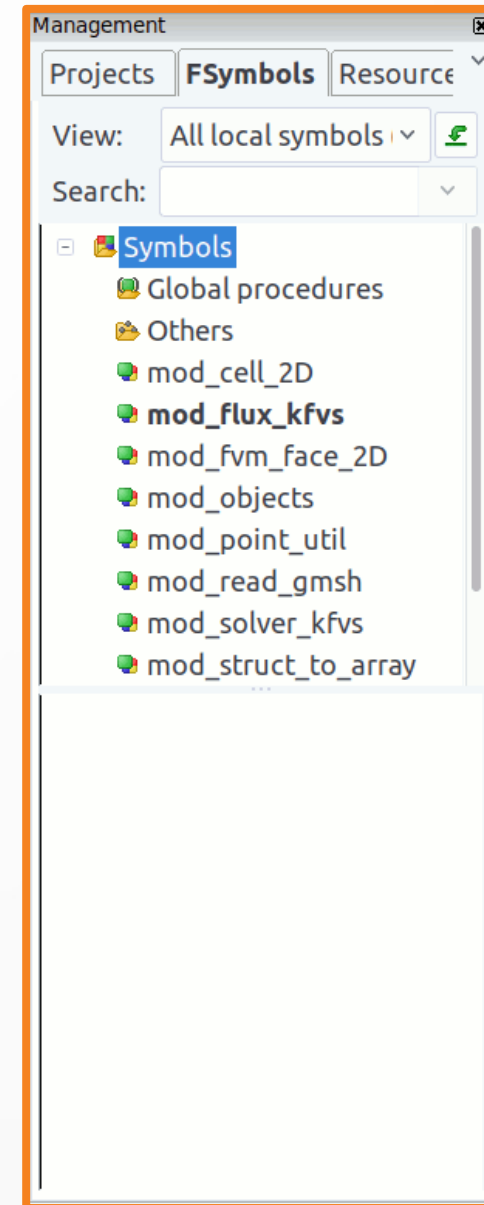 Management
Projects FSymbols Resource
View: All local symbols
Search:
Symbols
Global procedures
Others
mod_cell_2D
mod_flux_kfvs
mod_fvm_face_2D
mod_objects
mod_point_util
mod_read_gmsh
mod_solver_kfvs
mod_struct_to_array